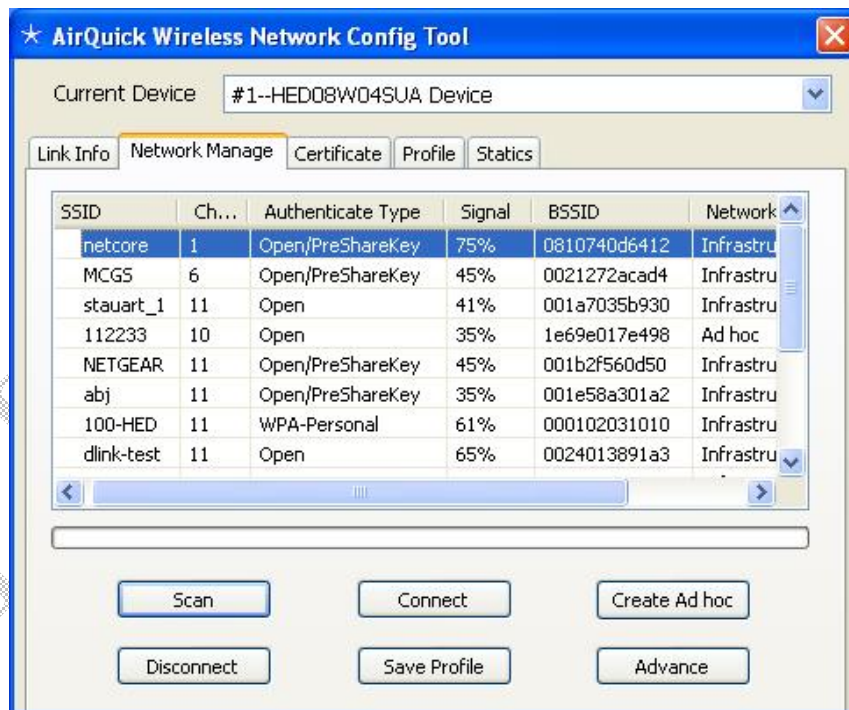 AirQuick Wireless Network Config Tool
Current Device #1--HED08W04SUA Device
Link Info Network Manage Certificate Profile Statics
SSID Ch... Authenticate Type Signal BSSID Network
netcore 1 Open/PreShareKey 75% 0810740d6412 Infrastru
MCGS 6 Open/PreShareKey 45% 0021272acad4 Infrastru
stauart_1 11 Open 41% 001a7035b930 Infrastru
112233 10 Open 35% 1e69e017e498 Ad hoc
NETGEAR 11 Open/PreShareKey 45% 001b2f560d50 Infrastru
abj 11 Open/PreShareKey 35% 001e58a301a2 Infrastru
100-HED 11 WPA-Personal 61% 000102031010 Infrastru
dlink-test 11 Open 65% 0024013891a3 Infrastru
Scan Connect Create Ad hoc
Disconnect Save Profile Advance